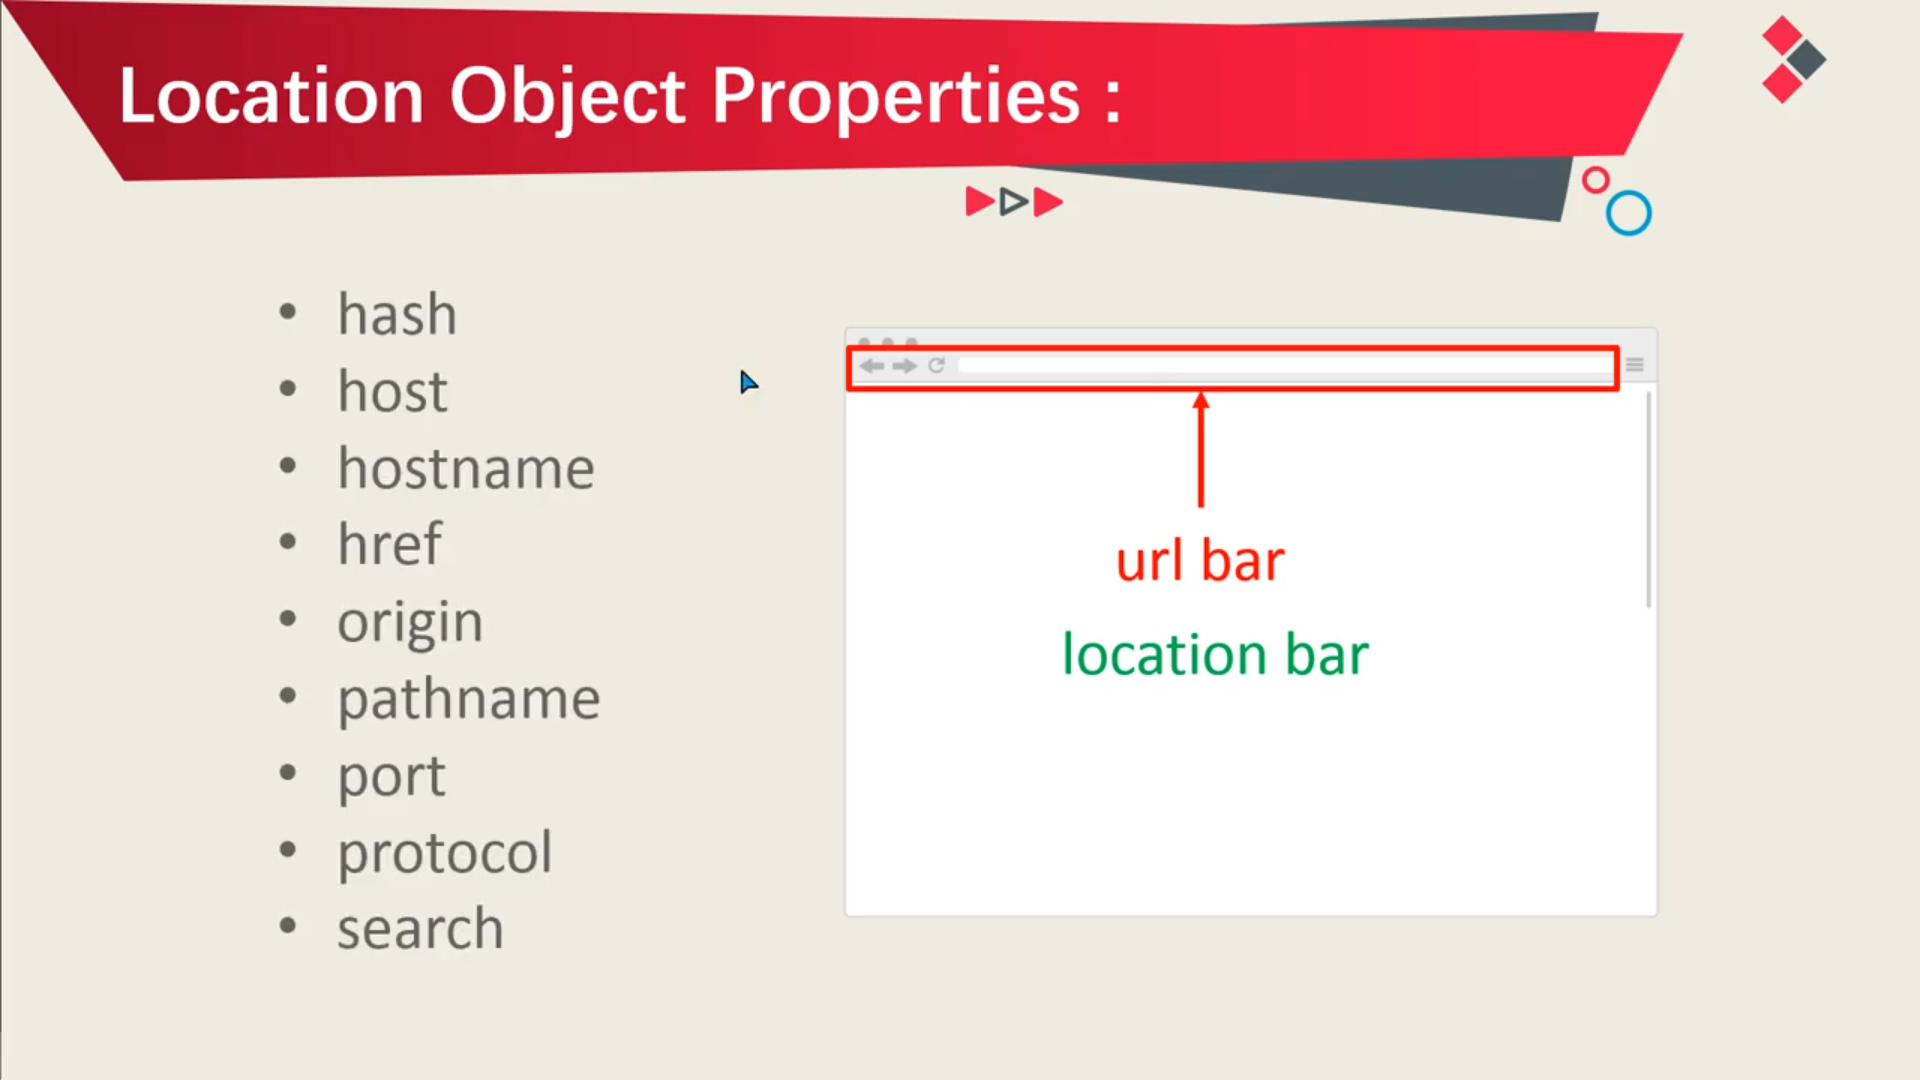 Location Object Properties :
• hash
• host
• hostname
• href
• origin
• pathname
• port
• protocol
• search
url bar
location bar